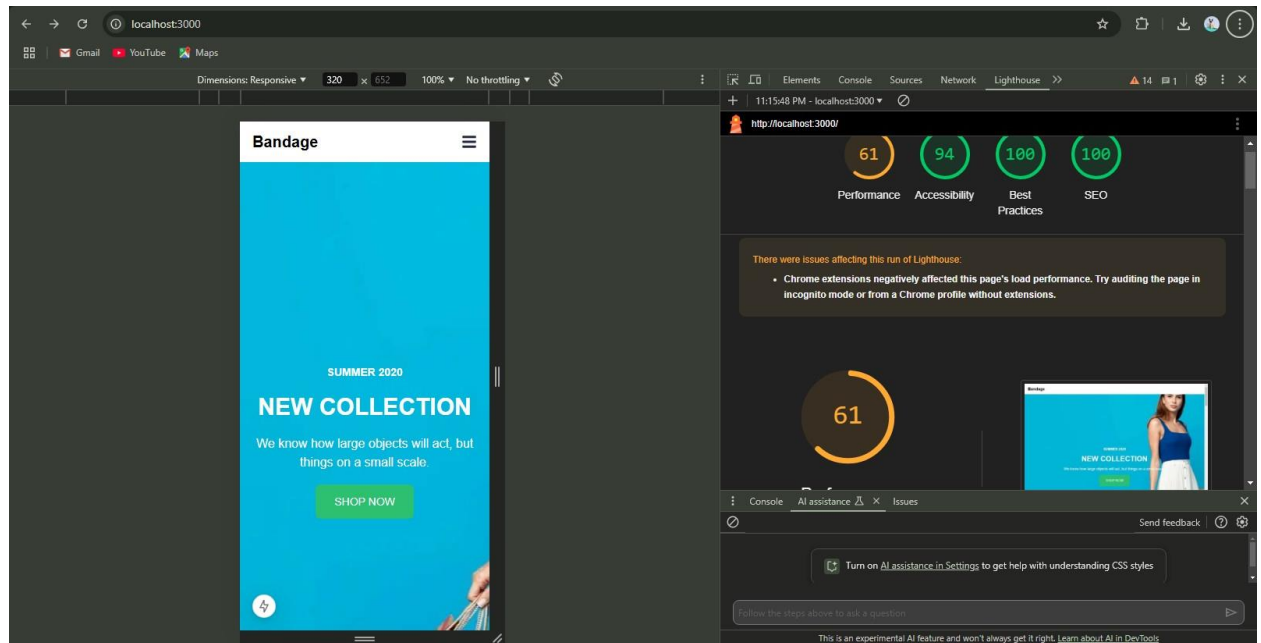 localhost:3000
Gmail YouTube Maps
Dimensions: Responsive 320 x 652 100% No throttling
Elements Console Sources Network Lighthouse 14 1
11:15:48 PM - localhost:3000
http://localhost:3000/
Bandage
SUMMER 2020
NEW COLLECTION
We know how large objects will act, but
things on a small scale.
SHOP NOW
61 94 100 100
Performance Accessibility Best
Practices SEO
There were issues affecting this run of Lighthouse:
• Chrome extensions negatively affected this page's load performance. Try auditing the page in
incognito mode or from a Chrome profile without extensions.
61
Bandage
SUMMER 2020
NEW COLLECTION
Console AI assistance Issues
Send feedback
Turn on AI assistance in Settings to get help with understanding CSS styles
Follow the steps above to ask a question
This is an experimental AI feature and won't always get it right. Learn about AI in DevTools